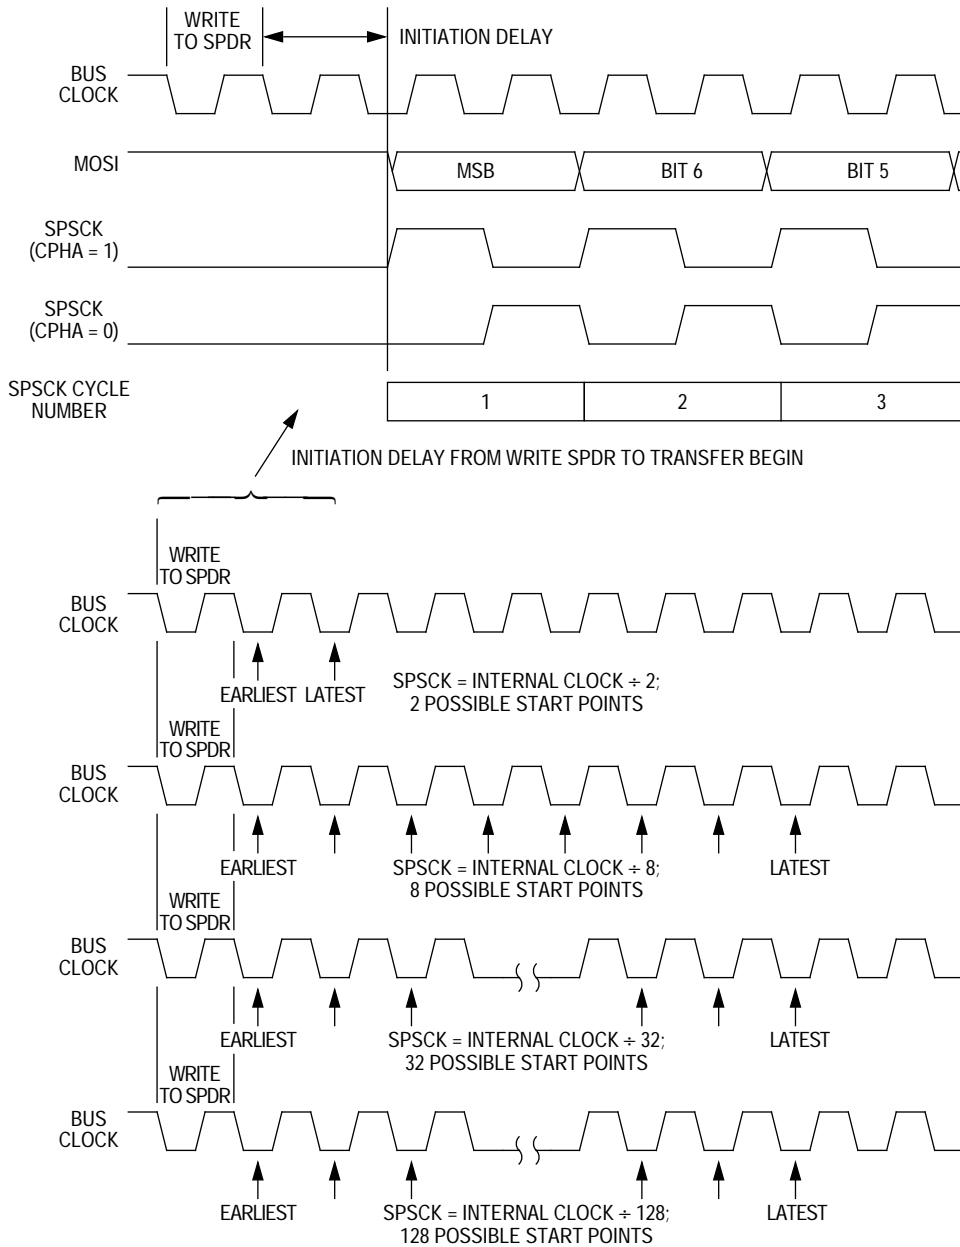 WRITE
TO SPDR
INITIATION DELAY
BUS
CLOCK
MOSI
MSB
BIT 6
BIT 5
SPSCK
(CPHA = 1)
SPSCK
(CPHA = 0)
SPSCK CYCLE
NUMBER
1
2
3
INITIATION DELAY FROM WRITE SPDR TO TRANSFER BEGIN
WRITE
TO SPDR
BUS
CLOCK
EARLIEST
LATEST
SPSCK = INTERNAL CLOCK ÷ 2;
2 POSSIBLE START POINTS
WRITE
TO SPDR
BUS
CLOCK
EARLIEST
SPSCK = INTERNAL CLOCK ÷ 8;
8 POSSIBLE START POINTS
LATEST
WRITE
TO SPDR
BUS
CLOCK
EARLIEST
SPSCK = INTERNAL CLOCK ÷ 32;
32 POSSIBLE START POINTS
LATEST
WRITE
TO SPDR
BUS
CLOCK
EARLIEST
SPSCK = INTERNAL CLOCK ÷ 128;
128 POSSIBLE START POINTS
LATEST